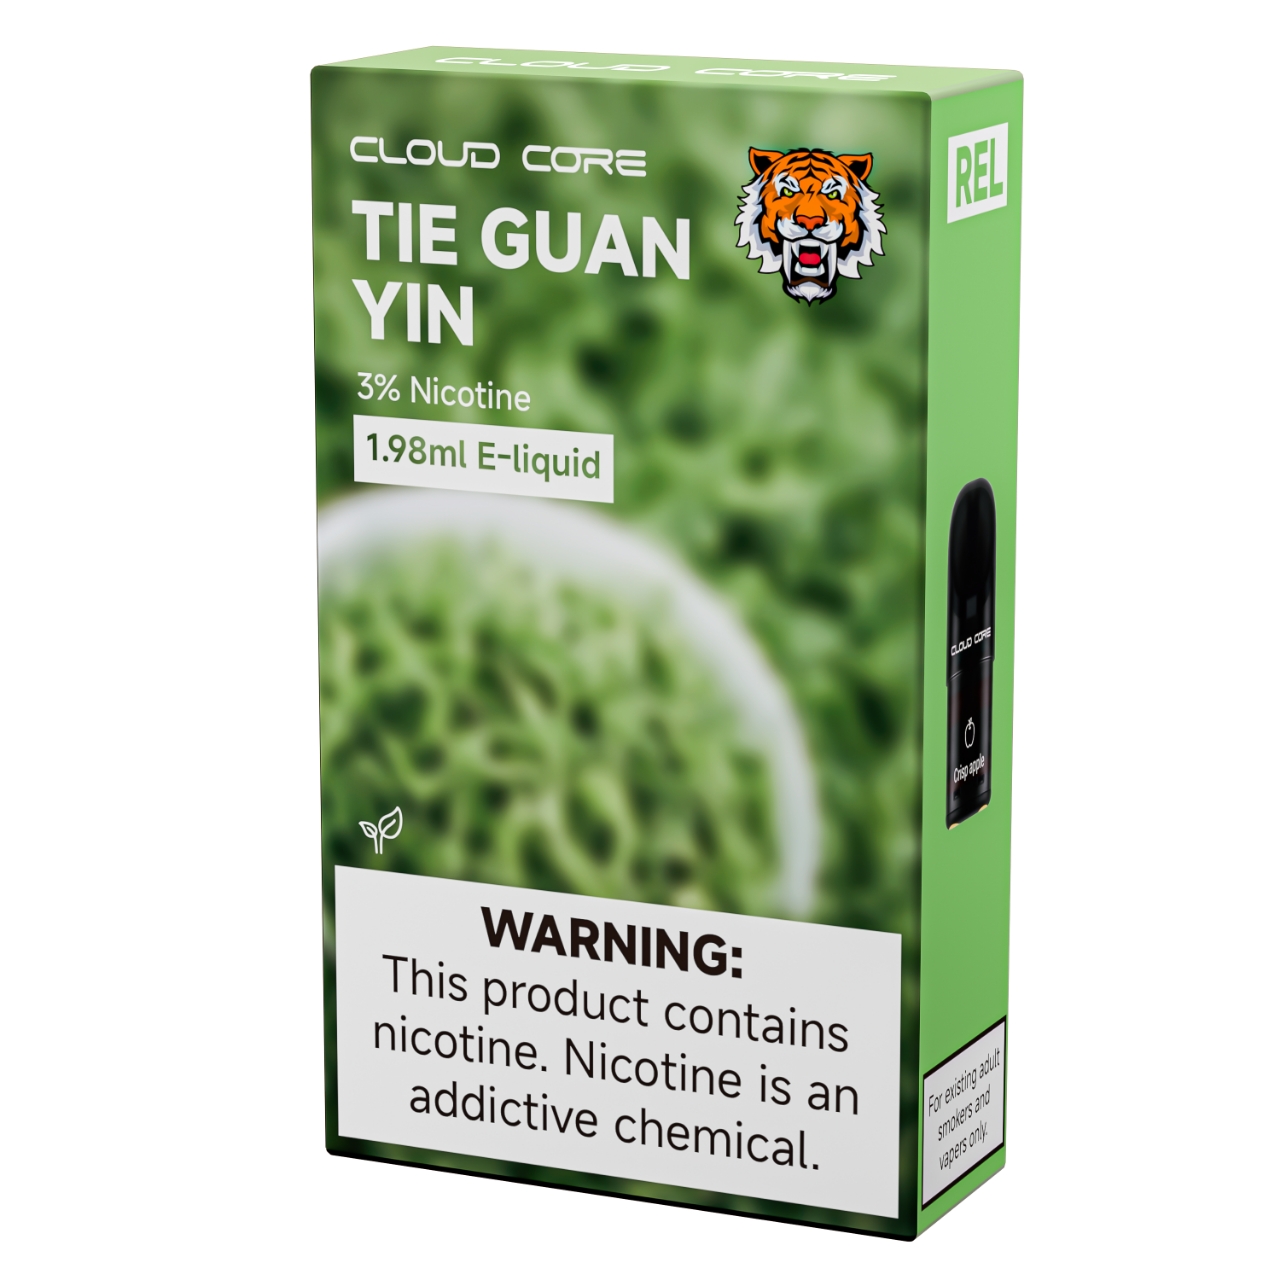 CLOUD CORE
CLOUD CORE
TIE GUAN
YIN
3% Nicotine
1.98ml E-liquid
WARNING:
This product contains
nicotine. Nicotine is an
addictive chemical.
REL
CLOUD CORE
Crisp apple
For existing adult
smokers and
vapers only.